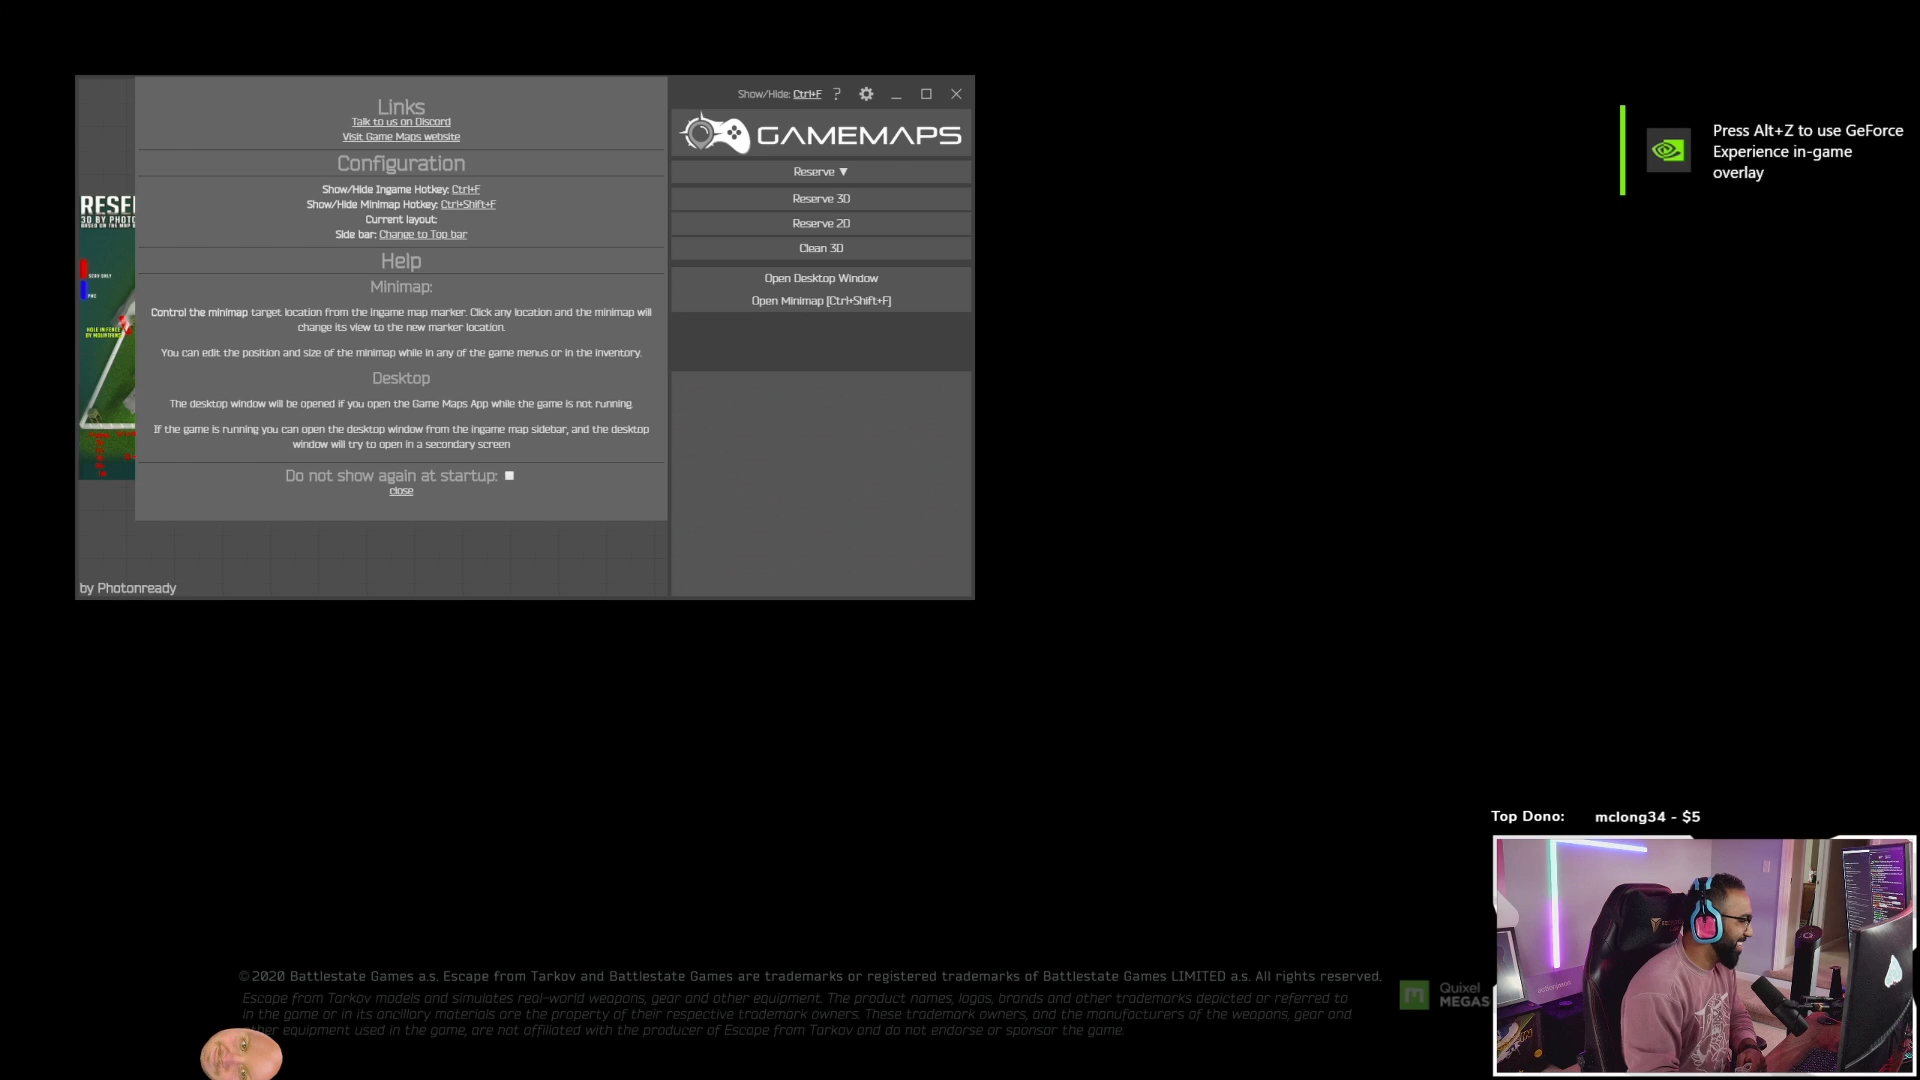 Links
Talk to us on Discord
Visit Game Maps website
Configuration
Show/Hide Ingame Hotkey: Ctrl+F
Show/Hide Minimap Hotkey: Ctrl+Shift+F
Current layout:
Side bar: Change to Top bar
Help
Minimap:
Control the minimap target location from the ingame map marker. Click any location and the minimap will
change its view to the new marker location.
You can edit the position and size of the minimap while in any of the game menus or in the inventory.
Desktop
The desktop window will be opened if you open the Game Maps App while the game is not running.
If the game is running you can open the desktop window from the ingame map sidebar, and the desktop
window will try to open in a secondary screen
Do not show again at startup:
close
RESE
3D BY PHOTO
BASED ON THE MAP
SCAV ONLY
PMC
HOLE IN FENCE
BY MOUNTAINS
by Photonready
Show/Hide: Ctrl+F ?
GAMEMAPS
Reserve ▼
Reserve 3D
Reserve 2D
Clean 3D
Open Desktop Window
Open Minimap [Ctrl+Shift+F]
Press Alt+Z to use GeForce
Experience in-game
overlay
Top Dono: mclong34 - $5
©2020 Battlestate Games a.s. Escape from Tarkov and Battlestate Games are trademarks or registered trademarks of Battlestate Games LIMITED a.s. All rights reserved.
Escape from Tarkov models and simulates real-world weapons, gear and other equipment. The product names, logos, brands and other trademarks depicted or referred to
in the game or in its ancillary materials are the property of their respective trademark owners. These trademark owners, and the manufacturers of the weapons, gear and
her equipment used in the game, are not affiliated with the producer of Escape from Tarkov and do not endorse or sponsor the game.
Quixel
MEGAS